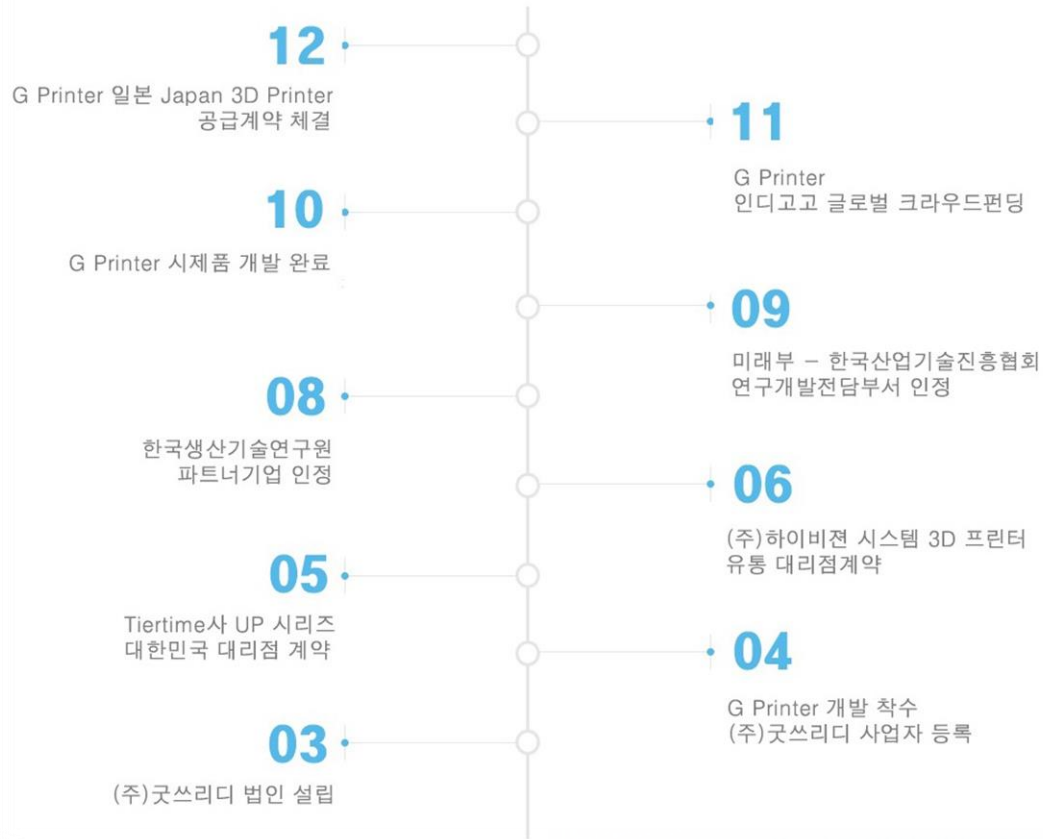 12
G Printer 일본 Japan 3D Printer
공급계약 체결
11
G Printer
인디고고 글로벌 크라우드펀딩
10
G Printer 시제품 개발 완료
09
미래부 – 한국산업기술진흥협회
연구개발전담부서 인정
08
한국생산기술연구원
파트너기업 인정
06
(주)하이비젼 시스템 3D 프린터
유통 대리점계약
05
Tiertime사 UP 시리즈
대한민국 대리점 계약
04
G Printer 개발 착수
(주)굿쓰리디 사업자 등록
03
(주)굿쓰리디 법인 설립